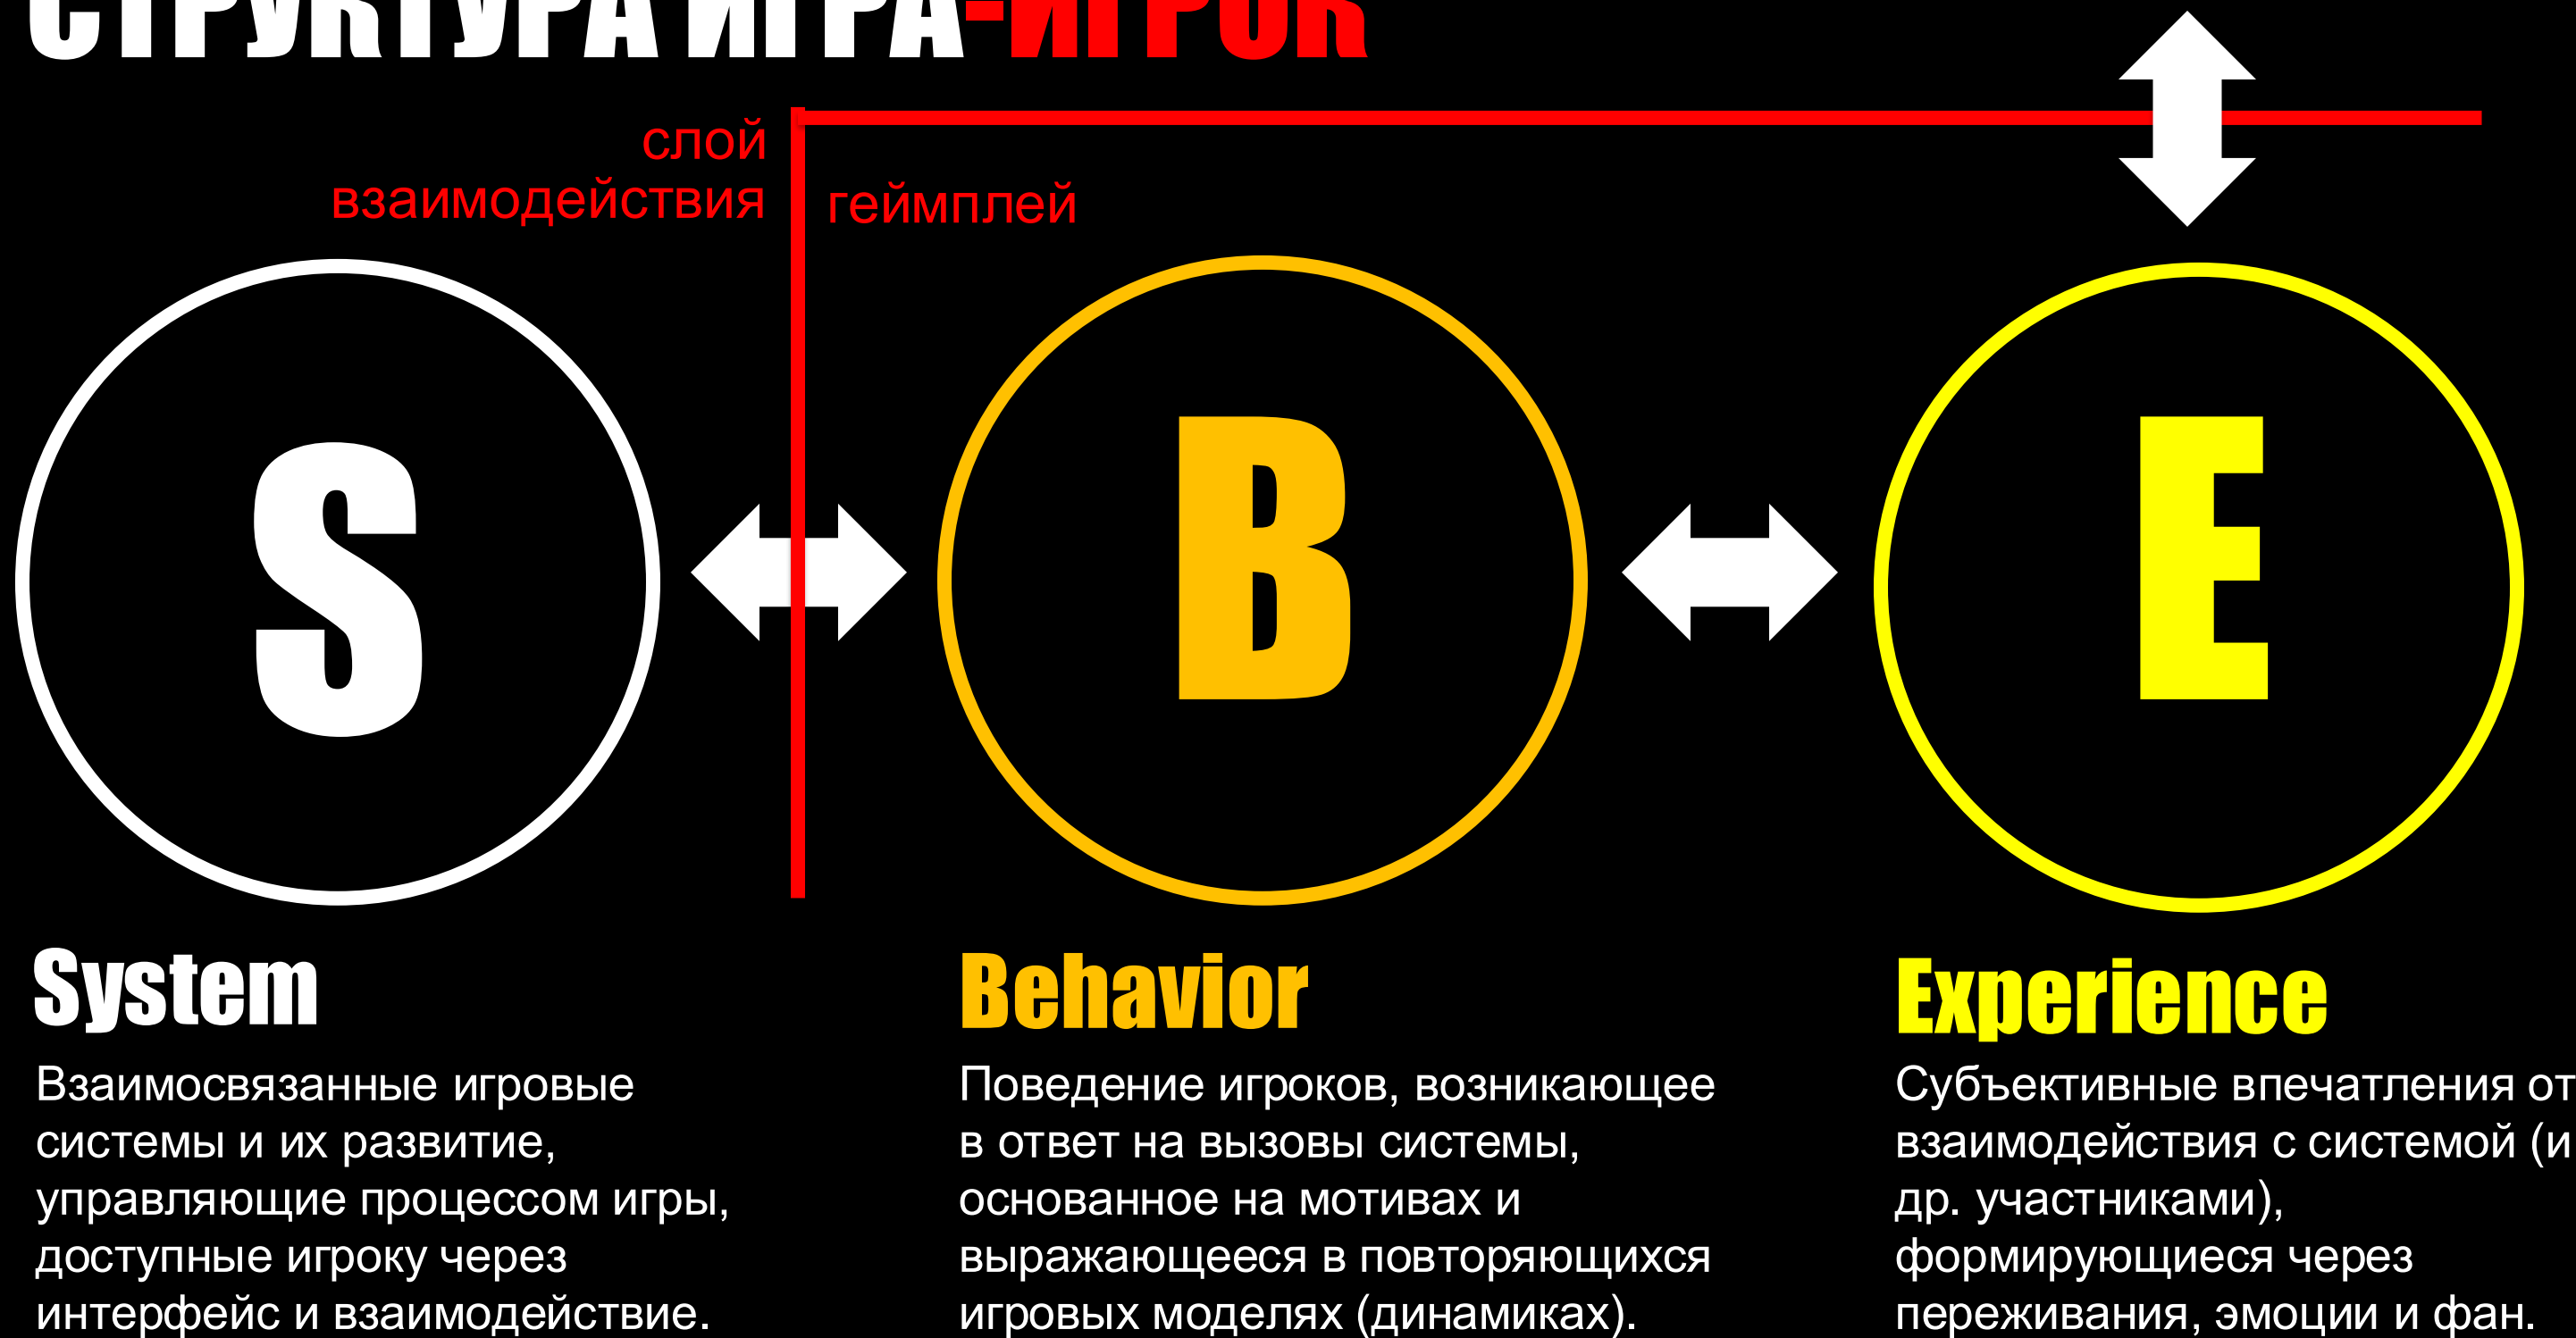 СТРУКТУРА ИГРА-ИГРОК
слой
взаимодействия
геймплей
S
B
E
System
Взаимосвязанные игровые
системы и их развитие,
управляющие процессом игры,
доступные игроку через
интерфейс и взаимодействие.
Behavior
Поведение игроков, возникающее
в ответ на вызовы системы,
основанное на мотивах и
выражающееся в повторяющихся
игровых моделях (динамиках).
Experience
Субъективные впечатления от
взаимодействия с системой (и
др. участниками),
формирующиеся через
переживания, эмоции и фан.